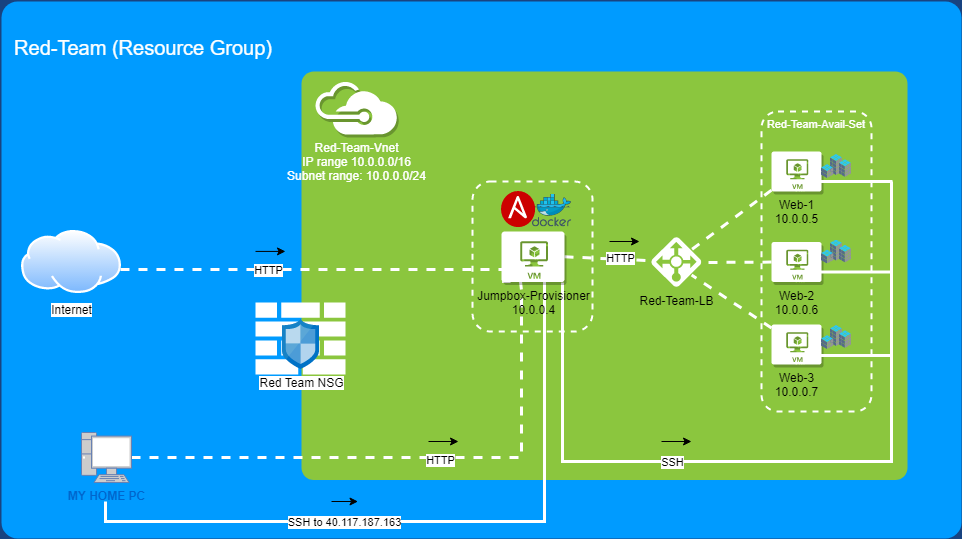 Red-Team (Resource Group)
Red-Team-Vnet
IP range 10.0.0.0/16
Subnet range: 10.0.0.0/24
Red-Team-Avail-Set
VM
Web-1
10.0.0.5
docker
VM
Jumpbox-Provisioner
10.0.0.4
HTTP
HTTP
Red-Team-LB
VM
Web-2
10.0.0.6
Internet
VM
Web-3
10.0.0.7
Red Team NSG
HTTP
SSH
MY HOME PC
SSH to 40.117.187.163